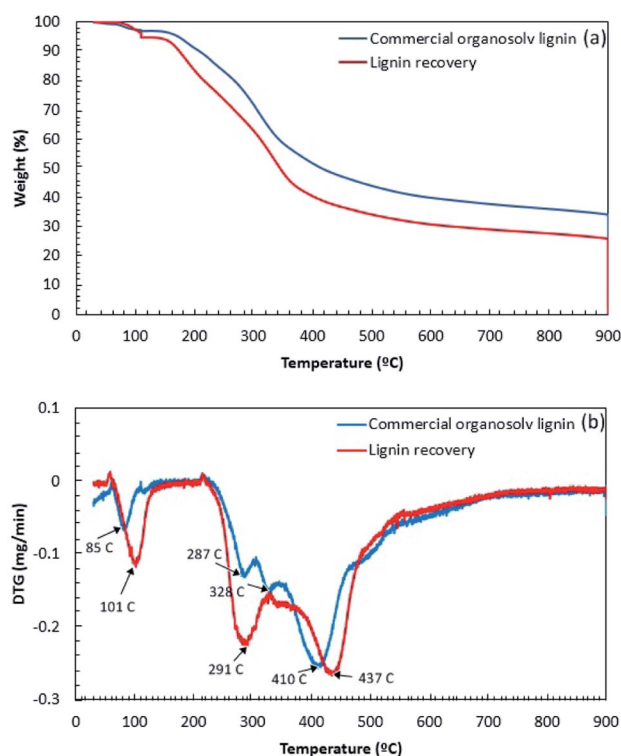 100
90
80
70
60
50
40
30
20
10
0
Weight (%)
Commercial organosolv lignin (a)
Lignin recovery
0 100 200 300 400 500 600 700 800 900
Temperature (ºC)
0.1
0
-0.1
-0.2
-0.3
DTG (mg/min)
Commercial organosolv lignin (b)
Lignin recovery
85 C
101 C
287 C
328 C
291 C
410 C
437 C
0 100 200 300 400 500 600 700 800 900
Temperature (ºC)